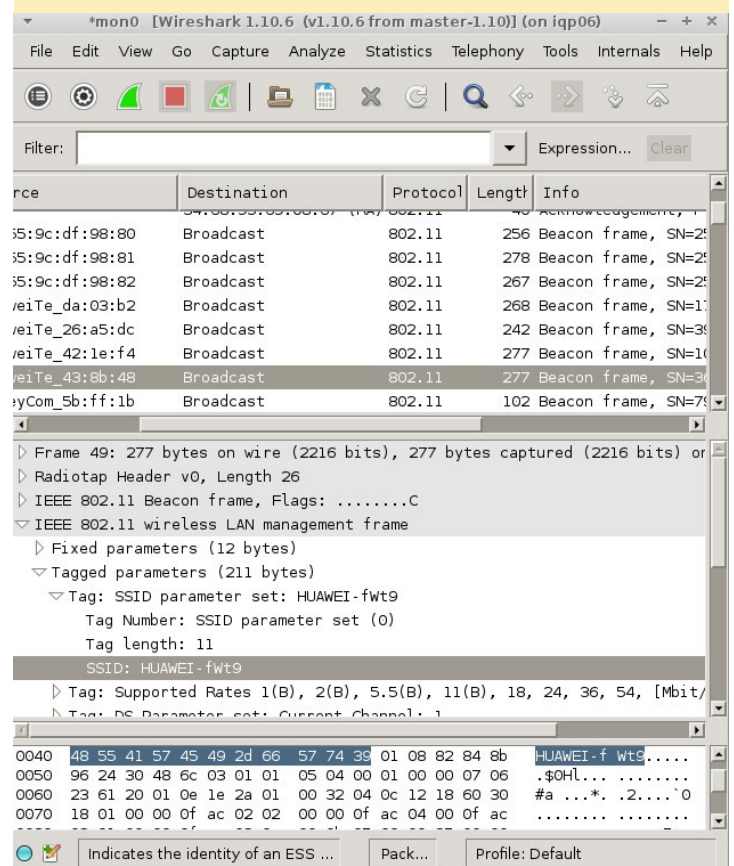 *mon0 [Wireshark 1.10.6 (v1.10.6 from master-1.10)] (on iqp06)
File Edit View Go Capture Analyze Statistics Telephony Tools Internals Help
Filter: Expression... Clear
rce Destination Protocol Length Info
55:9c:df:98:80 Broadcast 802.11 256 Beacon frame, SN=25
55:9c:df:98:81 Broadcast 802.11 278 Beacon frame, SN=25
55:9c:df:98:82 Broadcast 802.11 267 Beacon frame, SN=25
weiTe_da:03:b2 Broadcast 802.11 268 Beacon frame, SN=17
weiTe_26:a5:dc Broadcast 802.11 242 Beacon frame, SN=39
weiTe_42:1e:f4 Broadcast 802.11 277 Beacon frame, SN=10
weiTe_43:8b:48 Broadcast 802.11 277 Beacon frame, SN=36
eyCom_5b:ff:1b Broadcast 802.11 102 Beacon frame, SN=79
Frame 49: 277 bytes on wire (2216 bits), 277 bytes captured (2216 bits) or
Radiotap Header v0, Length 26
IEEE 802.11 Beacon frame, Flags: ........C
IEEE 802.11 wireless LAN management frame
Fixed parameters (12 bytes)
Tagged parameters (211 bytes)
Tag: SSID parameter set: HUAWEI-fWt9
Tag Number: SSID parameter set (0)
Tag length: 11
SSID: HUAWEI-fWt9
Tag: Supported Rates 1(B), 2(B), 5.5(B), 11(B), 18, 24, 36, 54, [Mbit/
Tag: DS Parameter set: Current Channel: 1
0040 48 55 41 57 45 49 2d 66 57 74 39 01 08 82 84 8b HUAWEI-f Wt9.....
0050 96 24 30 48 6c 03 01 01 05 04 00 01 00 00 07 06 .$0Hl... ........
0060 23 61 20 01 0e 1e 2a 01 00 32 04 0c 12 18 60 30 #a ...*. .2....`0
0070 18 01 00 00 0f ac 02 02 00 00 0f ac 04 00 0f ac ........ ........
Indicates the identity of an ESS ... Pack... Profile: Default